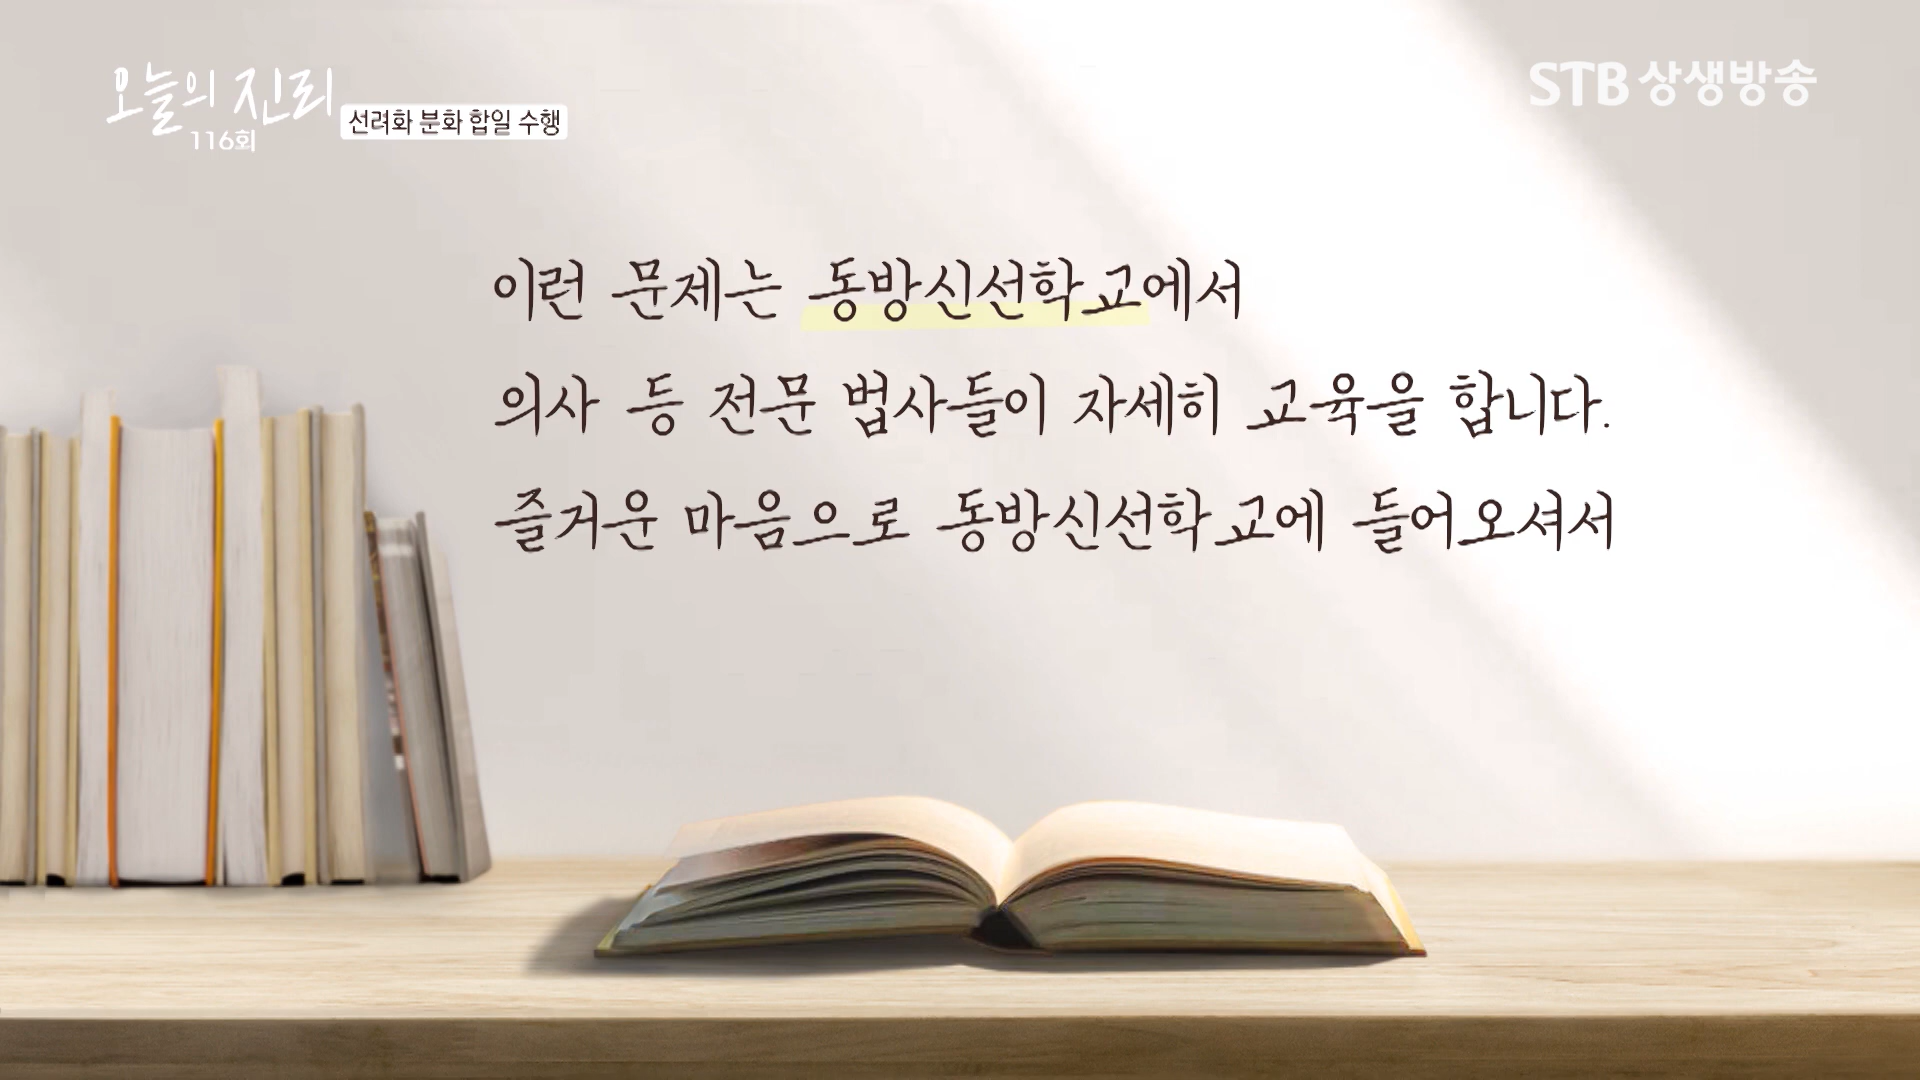 오늘의 진리
116회
선려화 분화 합일 수행
STB 상생방송
이런 문제는 동방신선학교에서
의사 등 전문 법사들이 자세히 교육을 합니다.
즐거운 마음으로 동방신선학교에 들어오셔서